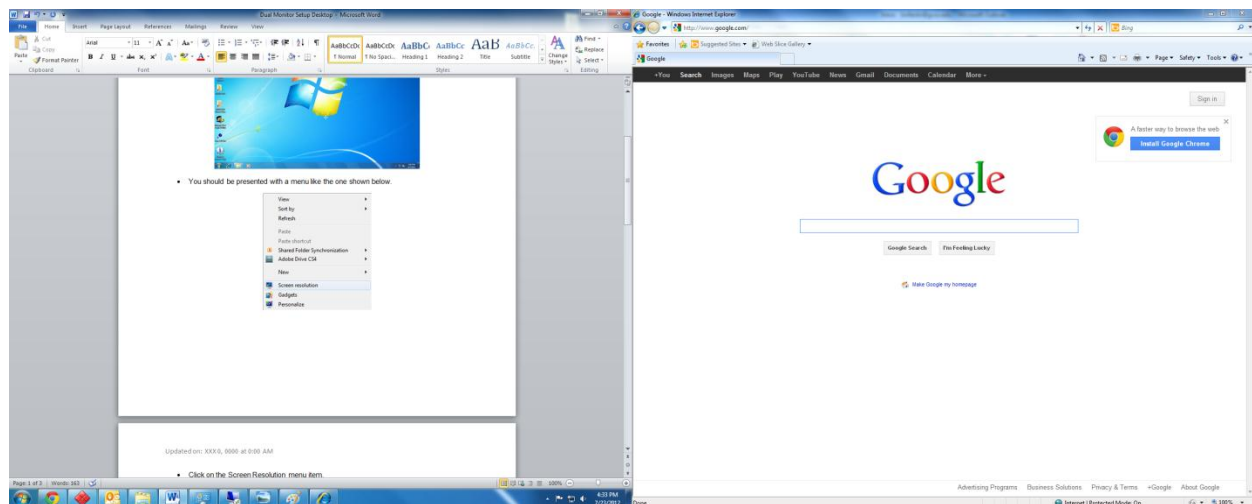 Dual Monitor Setup Desktop - Microsoft Word
File Home Insert Page Layout References Mailings Review View
Cut
Copy
Paste
Format Painter
Clipboard
Arial 11
Font
Paragraph
AaBbCcDc AaBbCcDc AaBbC AaBbCc AaB AaBbCc.
¶ Normal ¶ No Spaci... Heading 1 Heading 2 Title Subtitle
Change Styles
Styles
Find
Replace
Select
Editing
• You should be presented with a menu like the one shown below.
View
Sort by
Refresh
Paste
Paste shortcut
Shared Folder Synchronization
Adobe Drive CS4
New
Screen resolution
Gadgets
Personalize
Updated on: XXX 0, 0000 at 0:00 AM
• Click on the Screen Resolution menu item.
Page: 1 of 3 Words: 163
100%
4:33 PM
Google - Windows Internet Explorer
http://www.google.com/
Bing
Favorites Suggested Sites Web Slice Gallery
Google
Page Safety Tools
+You Search Images Maps Play YouTube News Gmail Documents Calendar More
Sign in
A faster way to browse the web
Install Google Chrome
Google
Google Search I'm Feeling Lucky
Make Google my homepage
Advertising Programs Business Solutions Privacy & Terms +Google About Google
Done Internet | Protected Mode: On 100%